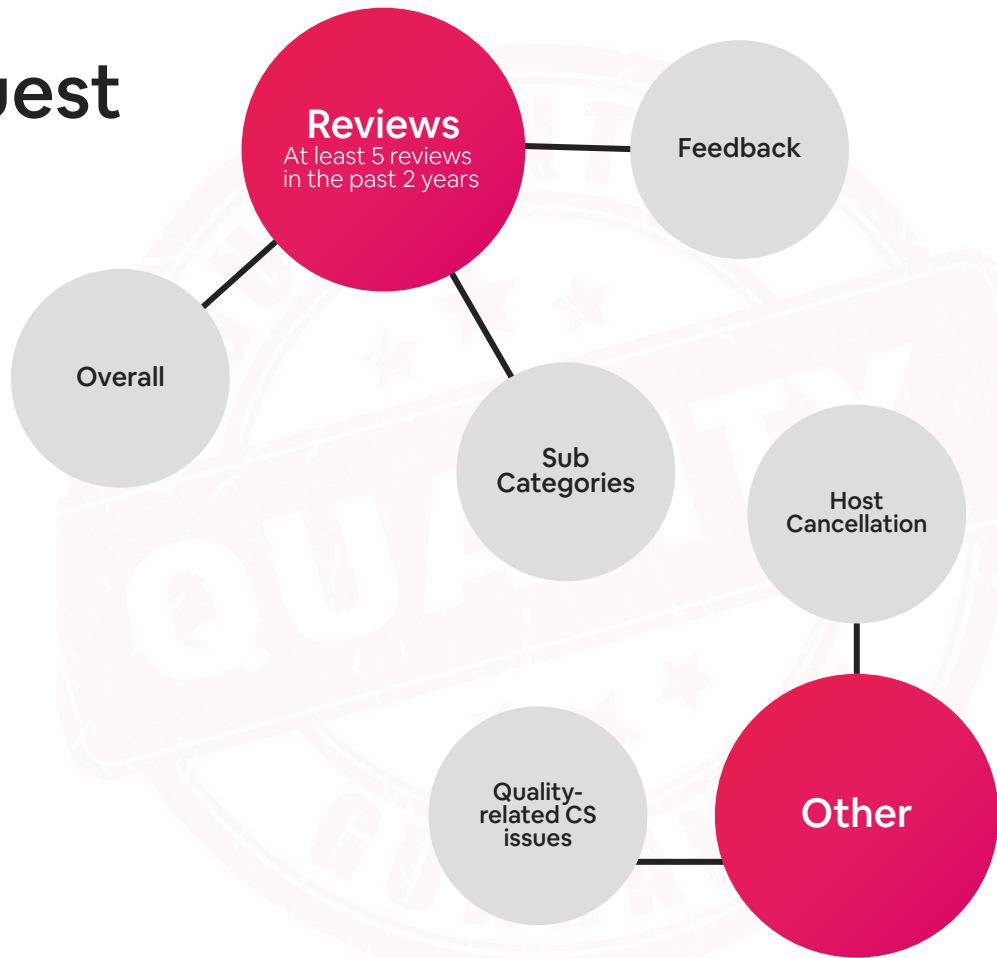 uest
Reviews
At least 5 reviews
in the past 2 years
Feedback
Overall
Sub
Categories
Host
Cancellation
Quality-
related CS
issues
Other
QUALITY